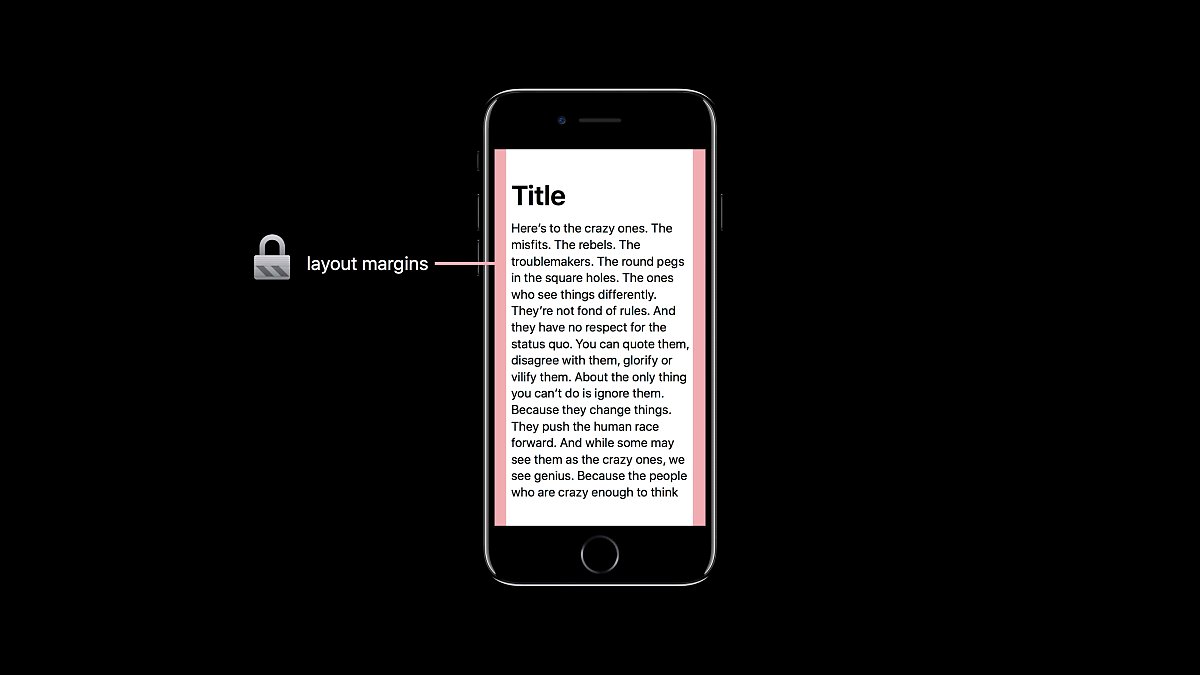 layout margins
Title
Here’s to the crazy ones. The
misfits. The rebels. The
troublemakers. The round pegs
in the square holes. The ones
who see things differently.
They’re not fond of rules. And
they have no respect for the
status quo. You can quote them,
disagree with them, glorify or
vilify them. About the only thing
you can’t do is ignore them.
Because they change things.
They push the human race
forward. And while some may
see them as the crazy ones, we
see genius. Because the people
who are crazy enough to think